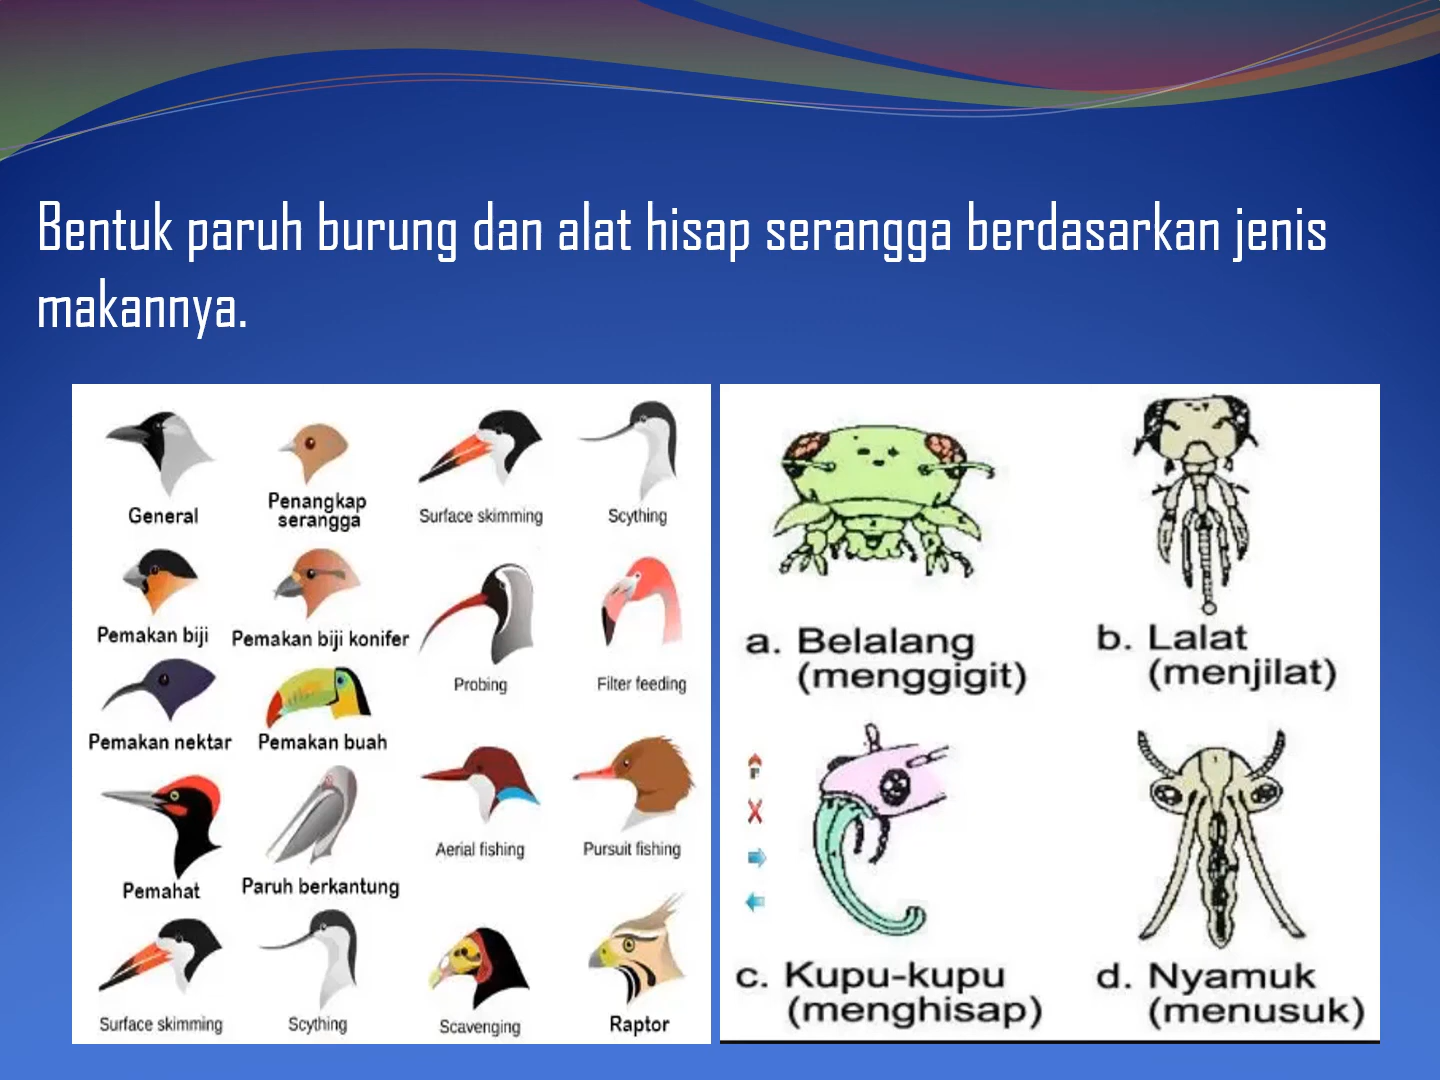 Bentuk paruh burung dan alat hisap serangga berdasarkan jenis
makannya.
General
Penangkap
serangga
Surface skimming
Scything
Pemakan biji
Pemakan biji konifer
Probing
Filter feeding
Pemakan nektar
Pemakan buah
Aerial fishing
Pursuit fishing
Pemahat
Paruh berkantung
Surface skimming
Scything
Scavenging
Raptor
a. Belalang
(menggigit)
b. Lalat
(menjilat)
c. Kupu-kupu
(menghisap)
d. Nyamuk
(menusuk)